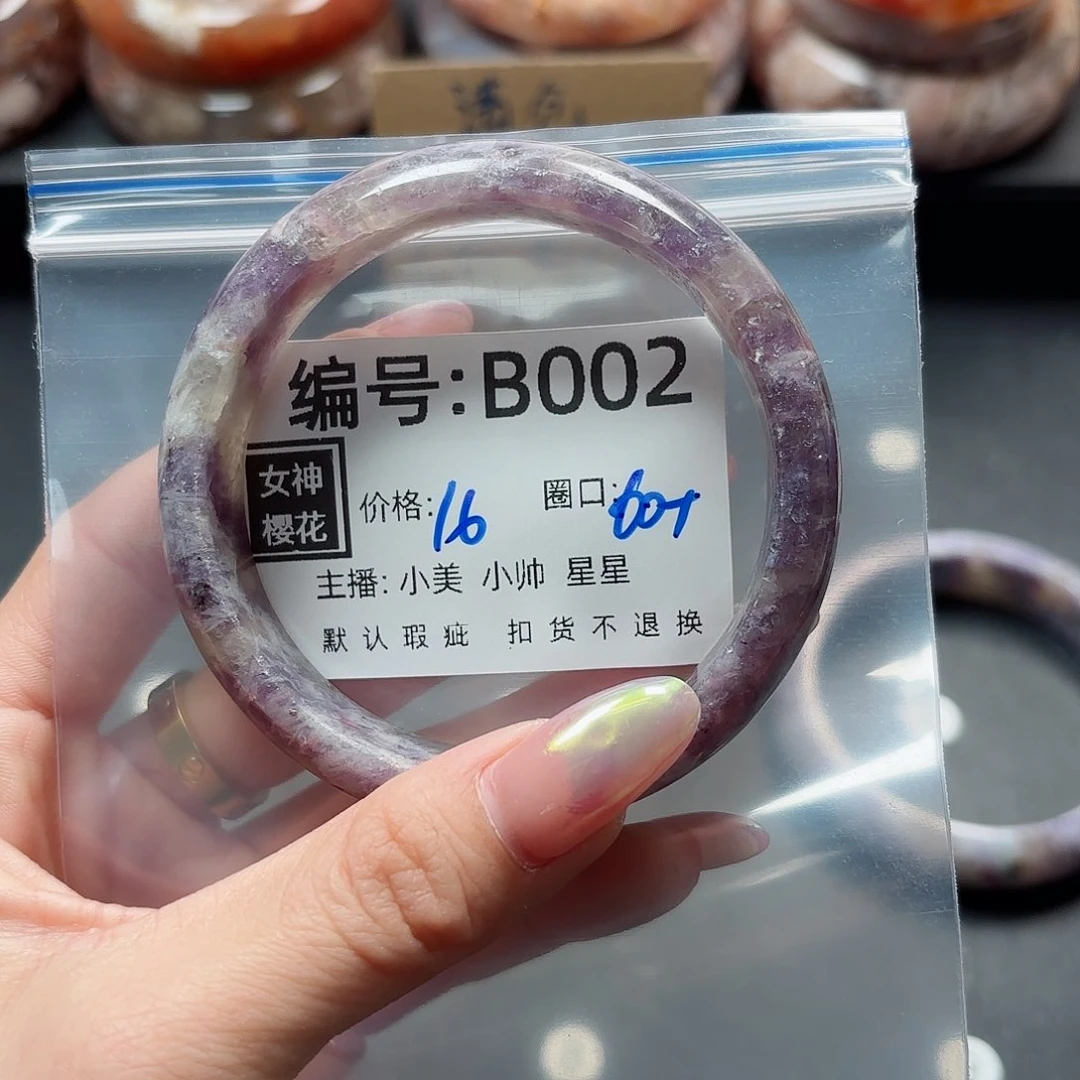 编号:B002
女神
樱花
价格:16 圈口:60+
主播: 小美 小帅 星星
默认瑕疵 扣货不退换